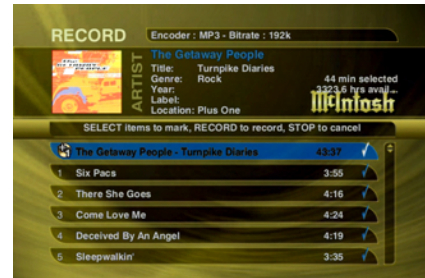 RECORD
Encoder : MP3 - Bitrate : 192k
ARTIST
The Getaway People
Title: Turnpike Diaries
Genre: Rock
44 min selected
Year:
3323.6 hrs avail...
Label:
Location: Plus One
McIntosh
SELECT items to mark, RECORD to record, STOP to cancel
The Getaway People - Turnpike Diaries 43:37
1 Six Pacs 3:55
2 There She Goes 4:16
3 Come Love Me 4:24
4 Deceived By An Angel 4:19
5 Sleepwalkin' 3:35